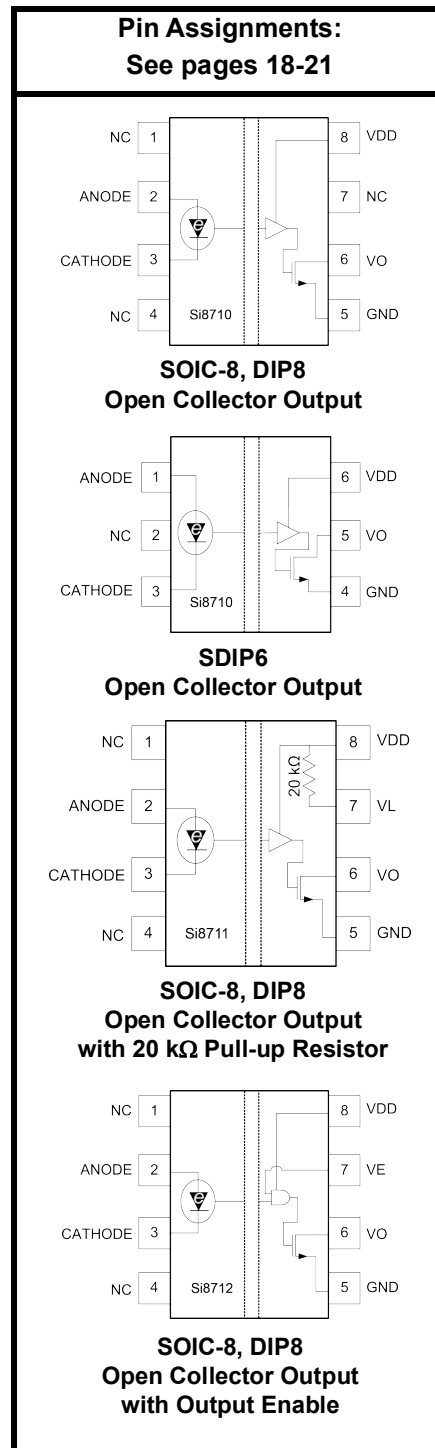 Pin Assignments:
See pages 18-21
NC 1
8 VDD
ANODE 2
7 NC
CATHODE 3
6 VO
NC 4
Si8710
5 GND
SOIC-8, DIP8
Open Collector Output
ANODE 1
6 VDD
NC 2
5 VO
CATHODE 3
Si8710
4 GND
SDIP6
Open Collector Output
NC 1
8 VDD
20 kΩ
ANODE 2
7 VL
CATHODE 3
6 VO
NC 4
Si8711
5 GND
SOIC-8, DIP8
Open Collector Output
with 20 kΩ Pull-up Resistor
NC 1
8 VDD
ANODE 2
7 VE
CATHODE 3
6 VO
NC 4
Si8712
5 GND
SOIC-8, DIP8
Open Collector Output
with Output Enable